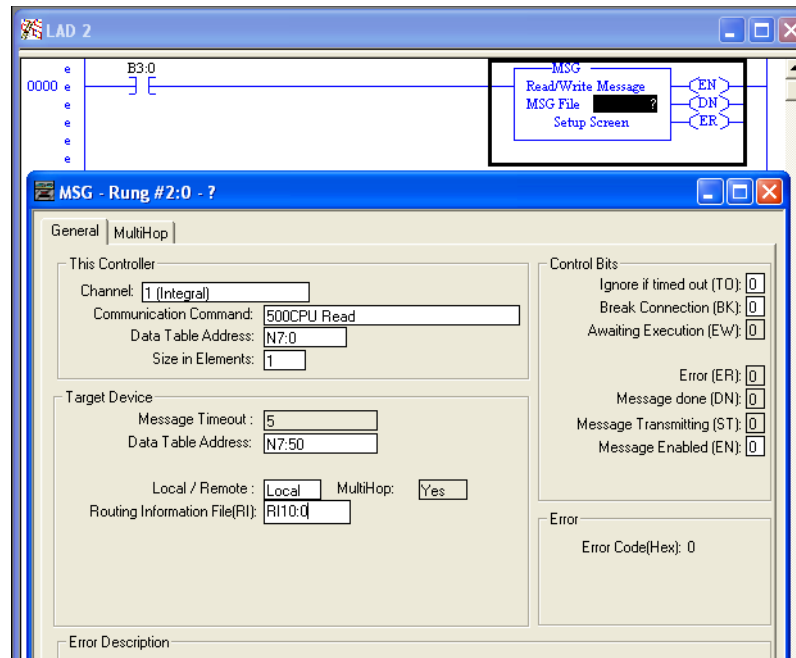 LAD 2
e
B3:0
MSG
0000 e
Read/Write Message
EN
e
MSG File ?
DN
e
Setup Screen
ER
e
e
MSG - Rung #2:0 - ?
General
MultiHop
This Controller
Channel: 1 (Integral)
Communication Command: 500CPU Read
Data Table Address: N7:0
Size in Elements: 1
Control Bits
Ignore if timed out (TO): 0
Break Connection (BK): 0
Awaiting Execution (EW): 0
Error (ER): 0
Message done (DN): 0
Message Transmitting (ST): 0
Message Enabled (EN): 0
Target Device
Message Timeout : 5
Data Table Address: N7:50
Local / Remote : Local MultiHop: Yes
Routing Information File(RI): RI10:0
Error
Error Code(Hex): 0
Error Description